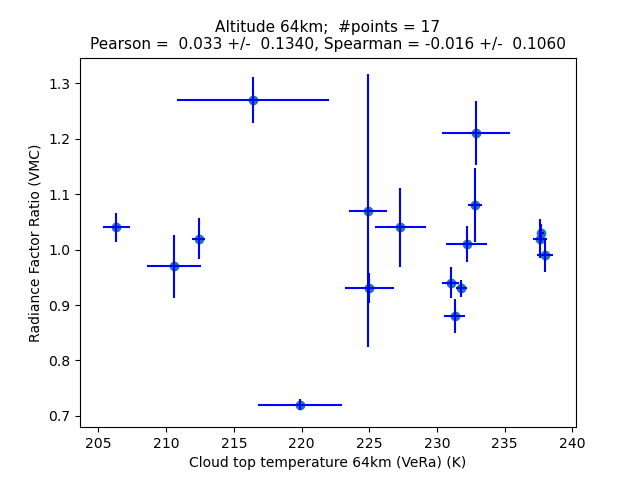 Altitude 64km;  #points = 17
Pearson =  0.033 +/-  0.1340, Spearman = -0.016 +/-  0.1060
Radiance Factor Ratio (VMC)
1.3
1.2
1.1
1.0
0.9
0.8
0.7
205 210 215 220 225 230 235 240
Cloud top temperature 64km (VeRa) (K)